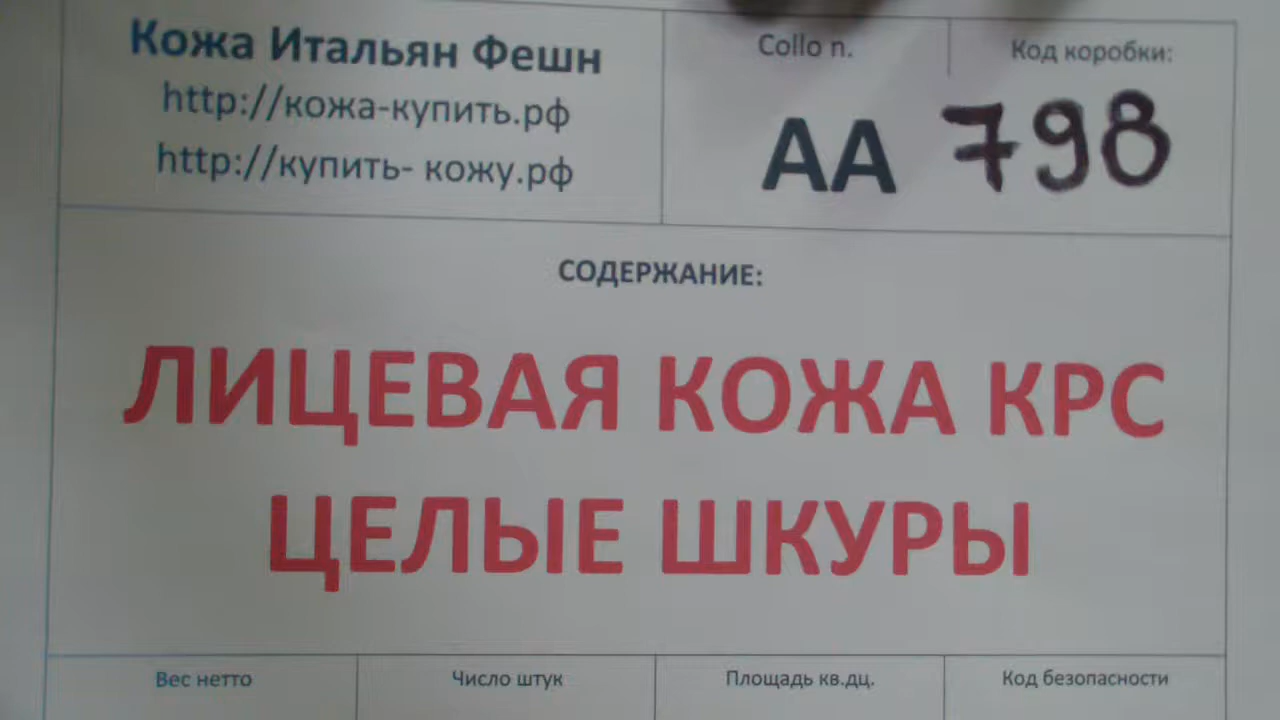 Кожа Итальян Фешн
http://кожа-купить.рф
http://купить- кожу.рф
Collo n.
Код коробки:
АА 798
СОДЕРЖАНИЕ:
ЛИЦЕВАЯ КОЖА КРС
ЦЕЛЫЕ ШКУРЫ
Вес нетто
Число штук
Площадь кв.дц.
Код безопасности